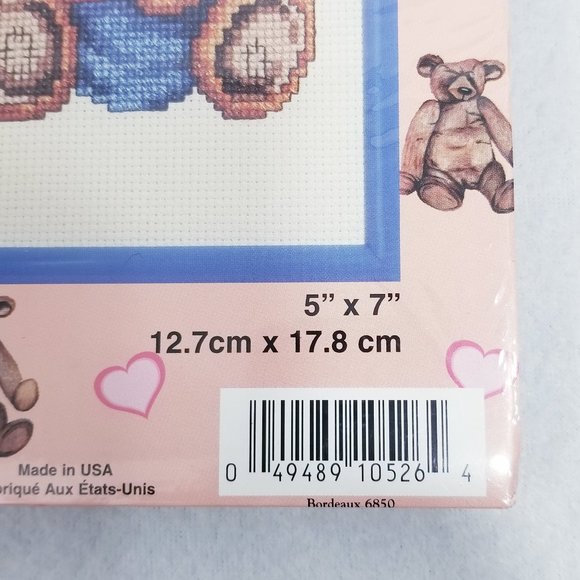 5" x 7"
12.7cm x 17.8 cm
Made in USA
Aux États-Unis
0 49489 10526 4
Bordeaux 6850